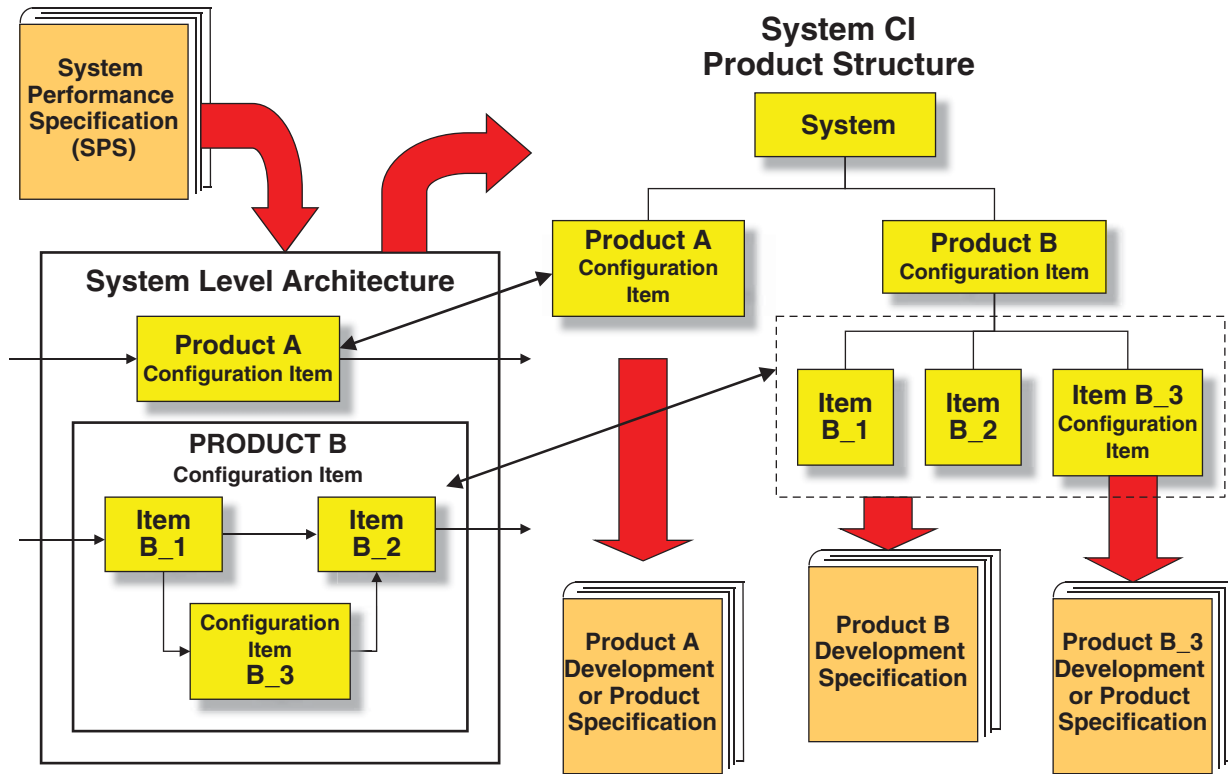 System
Performance
Specification
(SPS)
System CI
Product Structure
System
Product A
Configuration
Item
Product B
Configuration Item
Item
B_1
Item
B_2
Item B_3
Configuration
Item
System Level Architecture
Product A
Configuration Item
PRODUCT B
Configuration Item
Item
B_1
Item
B_2
Configuration
Item
B_3
Product A
Development
or Product
Specification
Product B
Development
Specification
Product B_3
Development
or Product
Specification